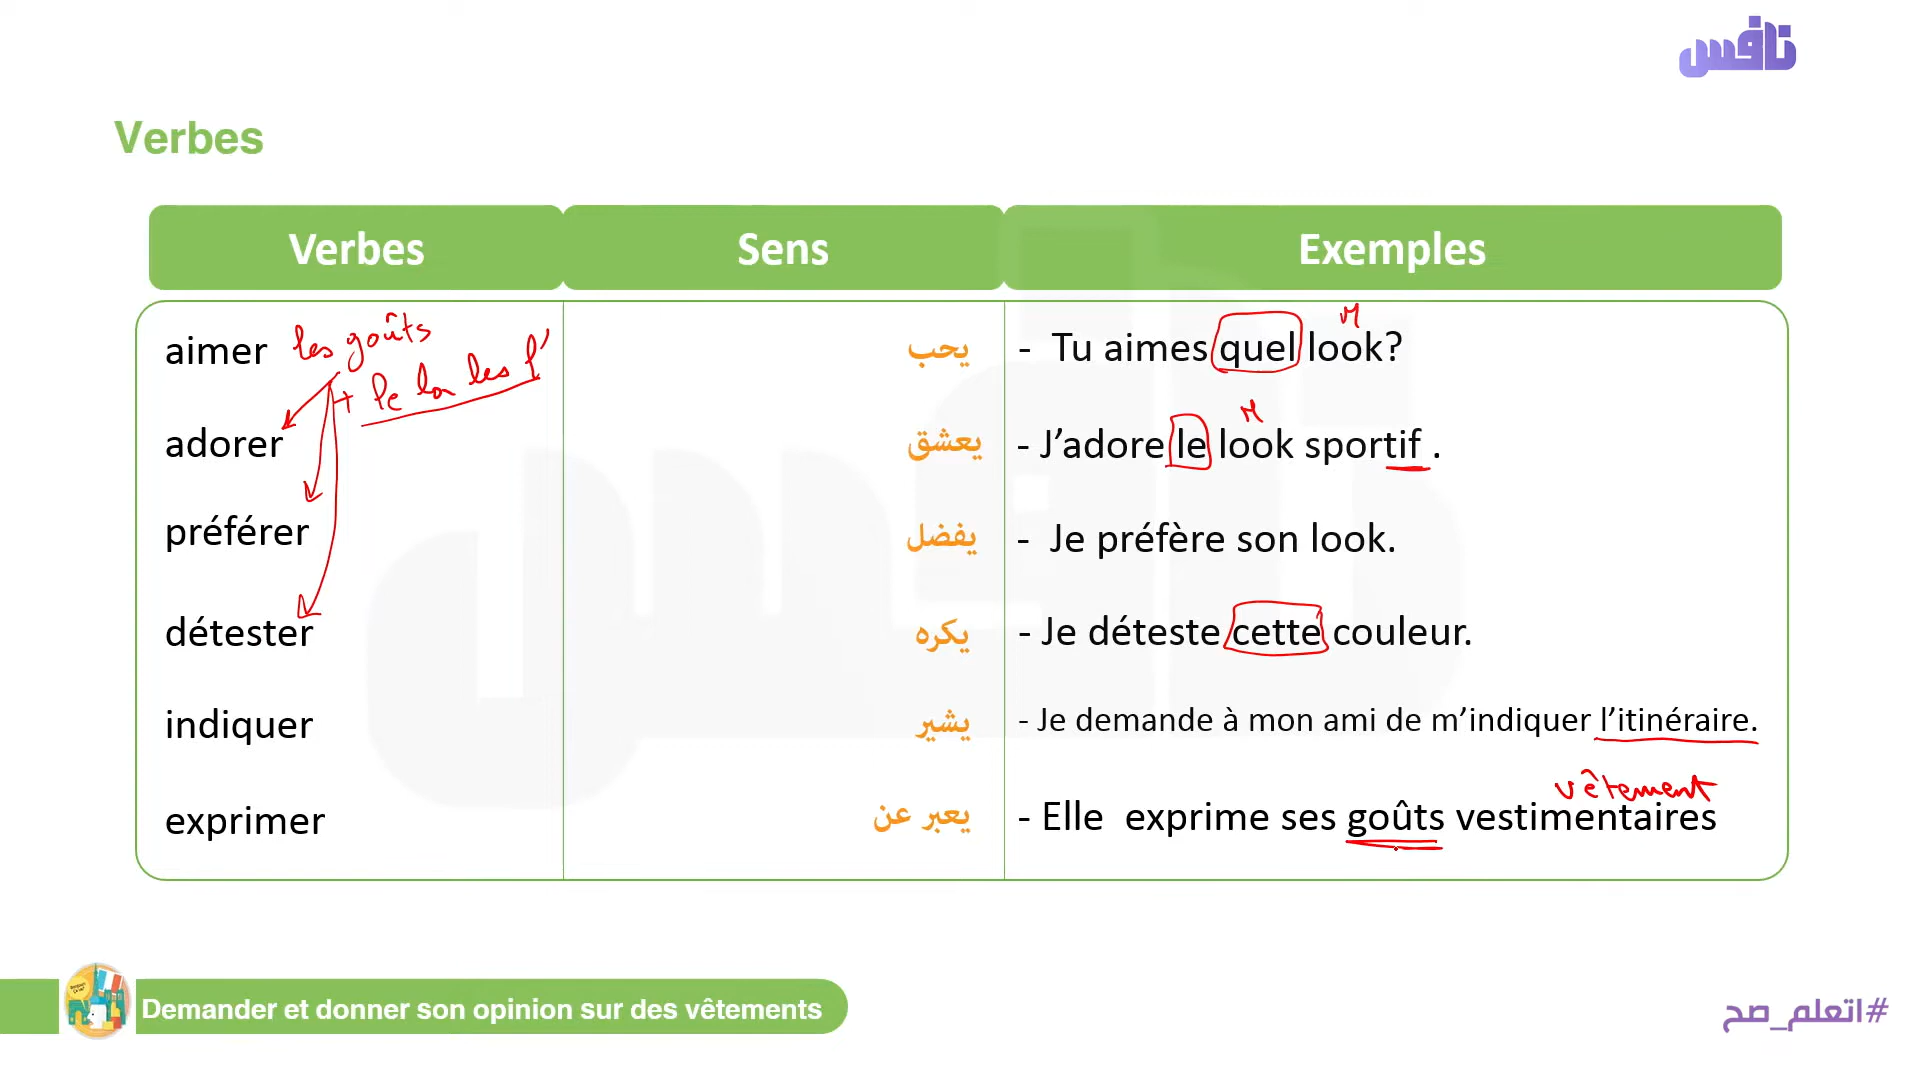 نافس
Verbes
Verbes Sens Exemples
aimer les goûts يحب - Tu aimes quel look? M
+ le la les l'
adorer يعشق - J’adore le look sportif . M
préférer يفضل - Je préfère son look.
détester يكره - Je déteste cette couleur.
indiquer يشير - Je demande à mon ami de m’indiquer l’itinéraire.
vêtement
exprimer يعبر عن - Elle exprime ses goûts vestimentaires
Demander et donner son opinion sur des vêtements
#اتعلم_صح